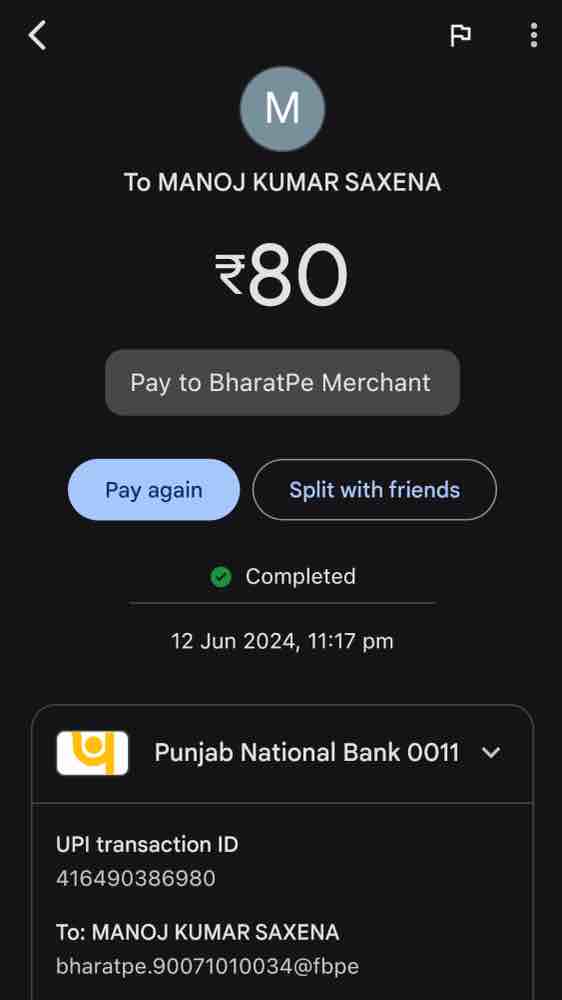 M
To MANOJ KUMAR SAXENA
₹80
Pay to BharatPe Merchant
Pay again
Split with friends
Completed
12 Jun 2024, 11:17 pm
Punjab National Bank 0011
UPI transaction ID
416490386980
To: MANOJ KUMAR SAXENA
bharatpe.90071010034@fbpe